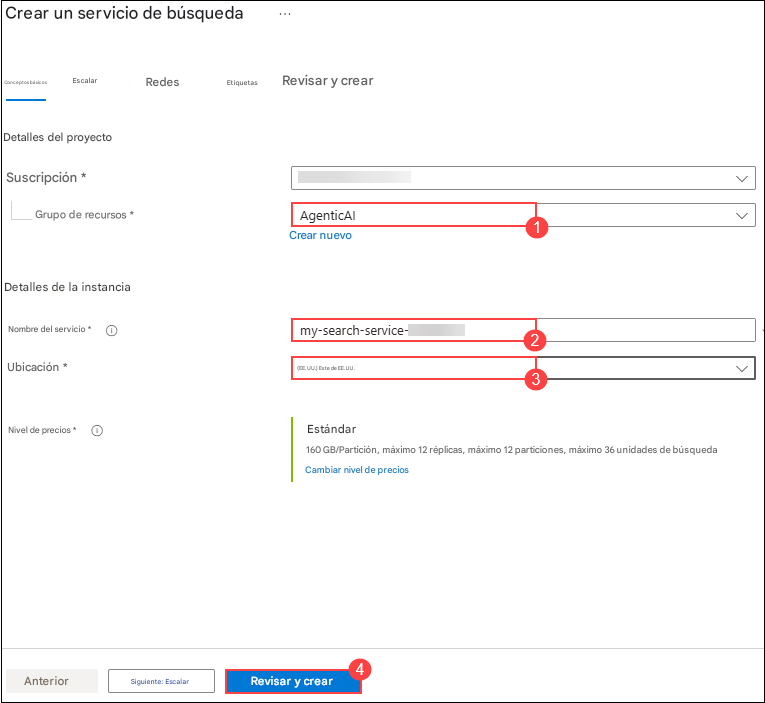 Crear un servicio de búsqueda ...
Conceptos básicos Escalar Redes Etiquetas Revisar y crear
Detalles del proyecto
Suscripción *
Grupo de recursos * AgenticAI
1
Crear nuevo
Detalles de la instancia
Nombre del servicio * my-search-service-
2
Ubicación * (EE. UU.) Este de EE. UU.
3
Nivel de precios * Estándar
160 GB/Partición, máximo 12 réplicas, máximo 12 particiones, máximo 36 unidades de búsqueda
Cambiar nivel de precios
4
Anterior Siguiente: Escalar Revisar y crear